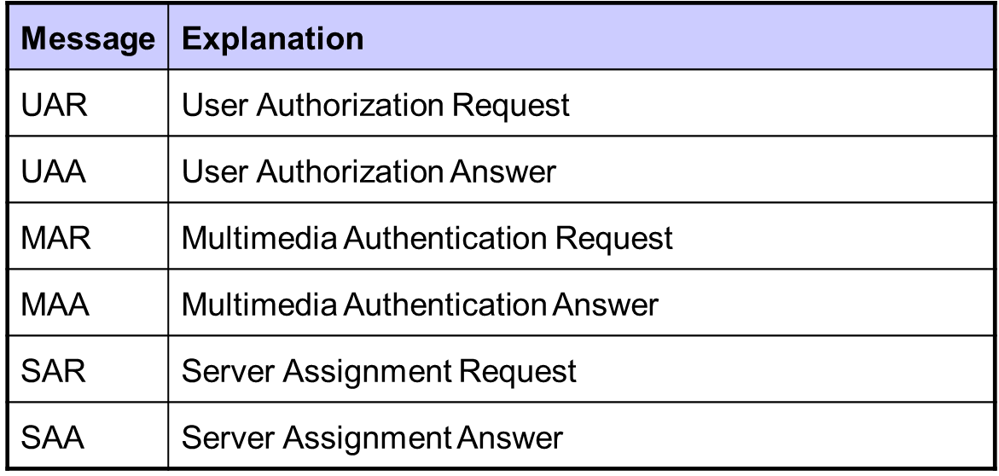 Message Explanation
UAR User Authorization Request
UAA User Authorization Answer
MAR Multimedia Authentication Request
MAA Multimedia Authentication Answer
SAR Server Assignment Request
SAA Server Assignment Answer